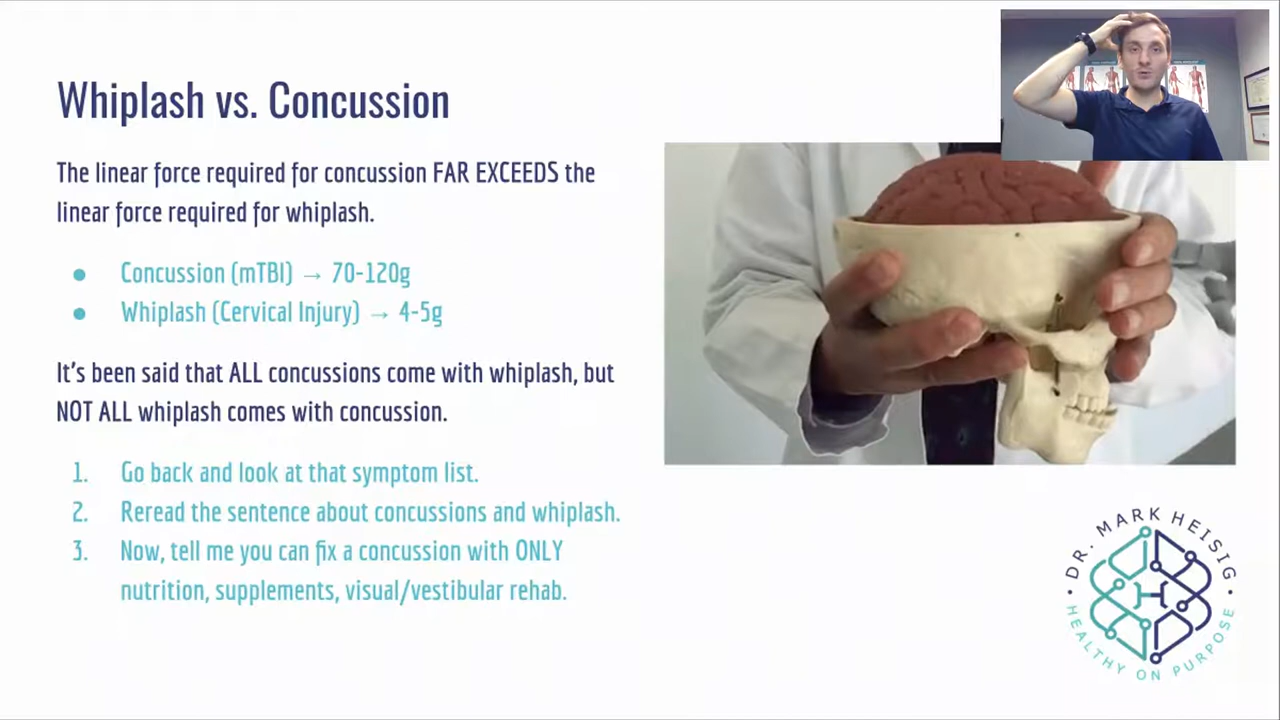 Whiplash vs. Concussion
The linear force required for concussion FAR EXCEEDS the
linear force required for whiplash.
● Concussion (mTBI) → 70-120g
● Whiplash (Cervical Injury) → 4-5g
It's been said that ALL concussions come with whiplash, but
NOT ALL whiplash comes with concussion.
1. Go back and look at that symptom list.
2. Reread the sentence about concussions and whiplash.
3. Now, tell me you can fix a concussion with ONLY
nutrition, supplements, visual/vestibular rehab.
DR. MARK HEISIG
• HEALTHY ON PURPOSE •